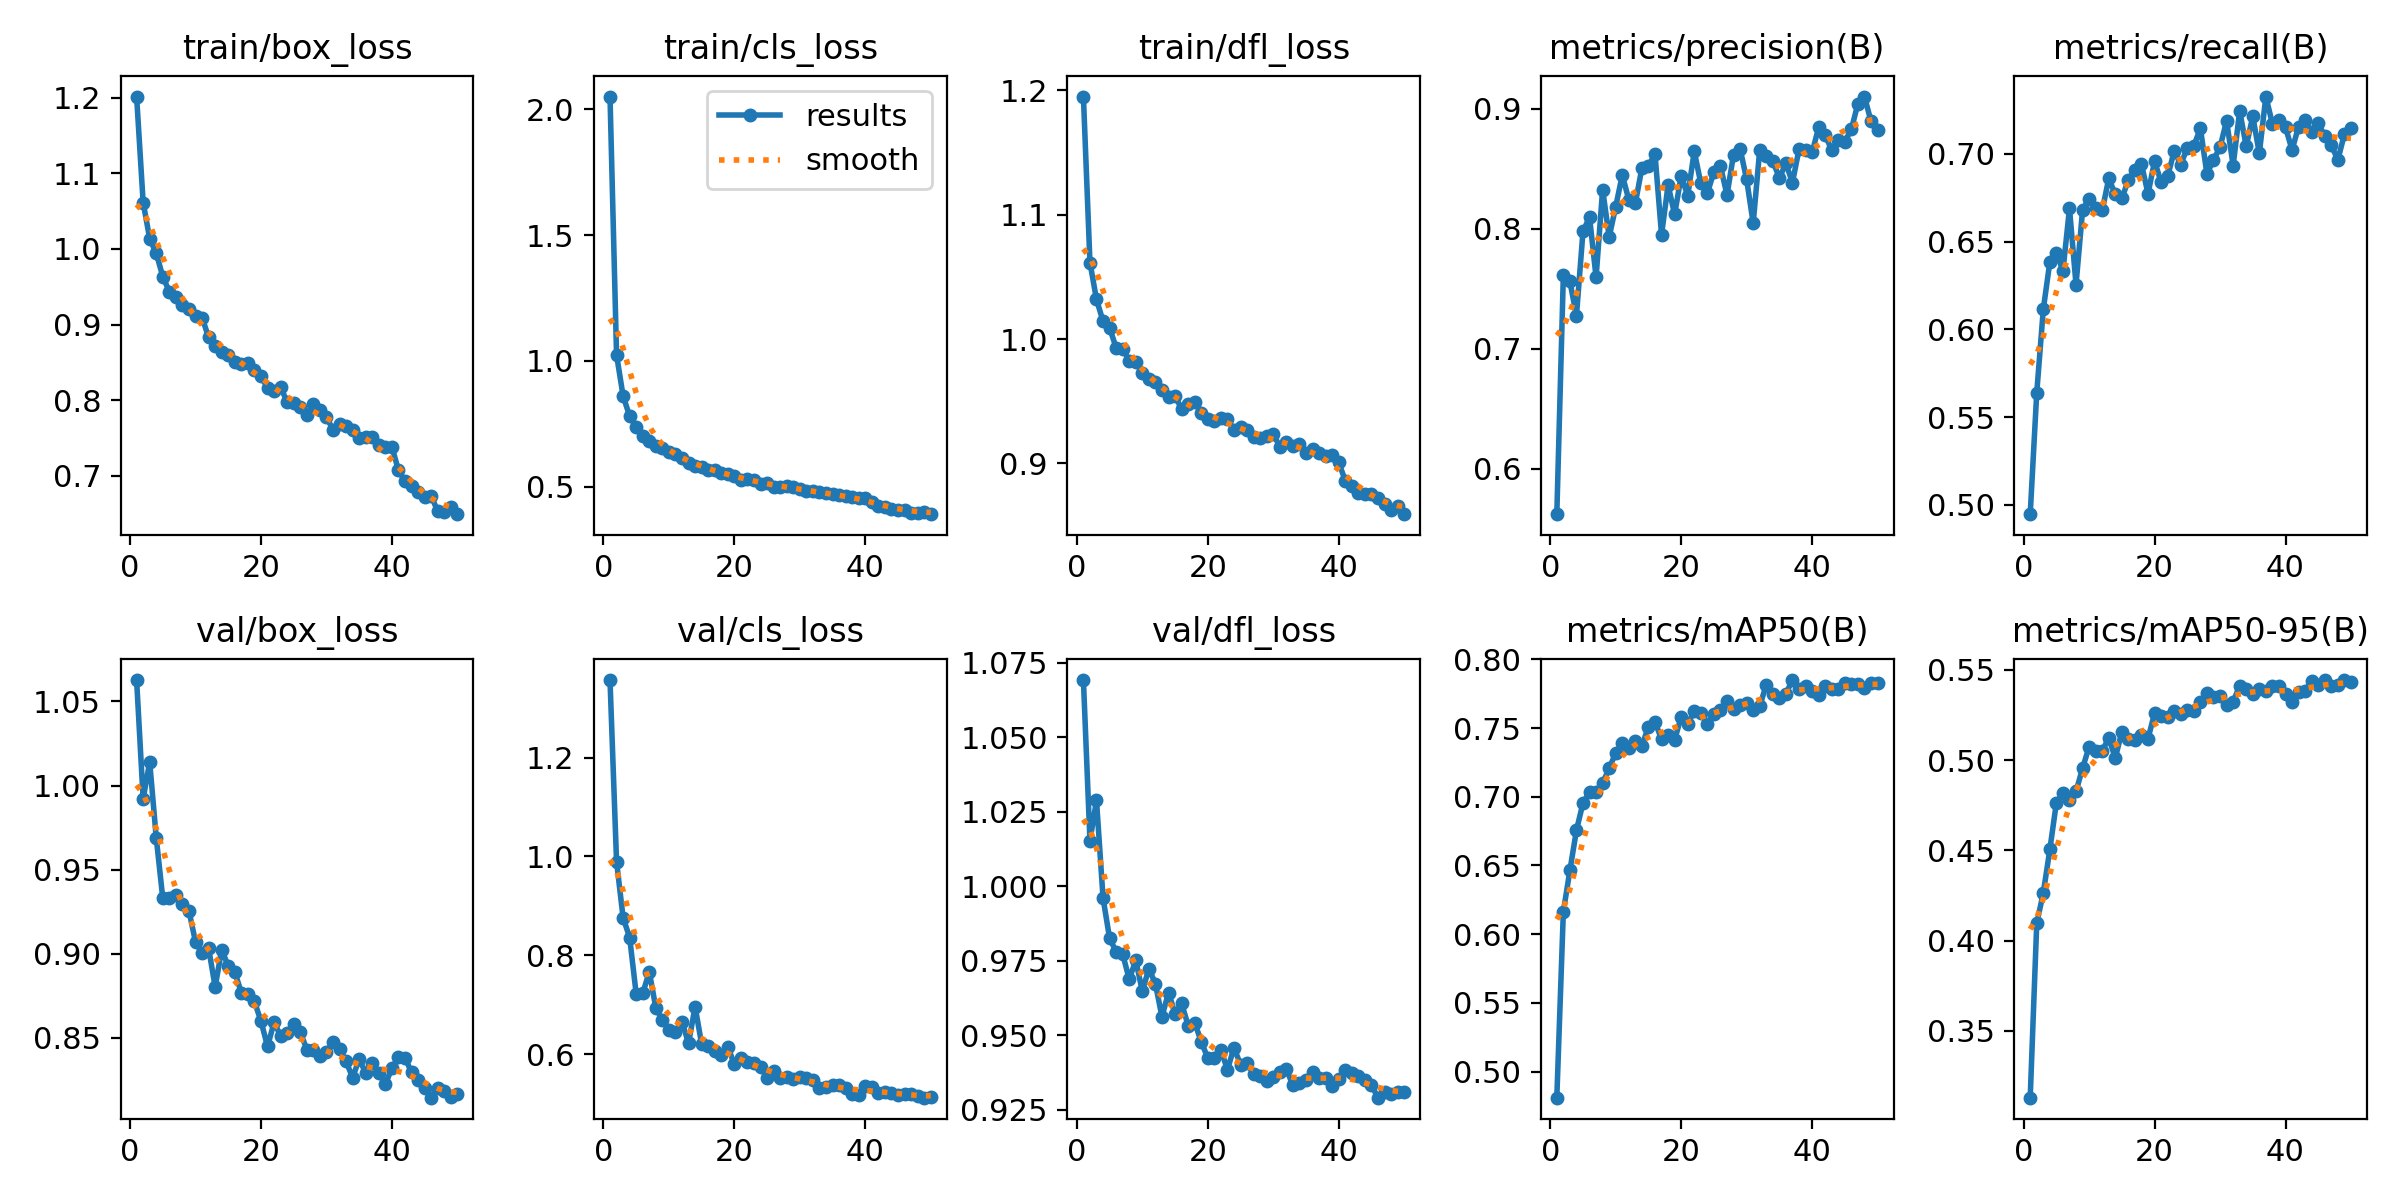 train/box_loss
train/cls_loss
train/dfl_loss
metrics/precision(B)
metrics/recall(B)
1.2
1.1
1.0
0.9
0.8
0.7
0 20 40
2.0
1.5
1.0
0.5
results
smooth
0 20 40
1.2
1.1
1.0
0.9
0 20 40
0.9
0.8
0.7
0.6
0 20 40
0.70
0.65
0.60
0.55
0.50
0 20 40
val/box_loss
val/cls_loss
val/dfl_loss
metrics/mAP50(B)
metrics/mAP50-95(B)
1.05
1.00
0.95
0.90
0.85
0 20 40
1.2
1.0
0.8
0.6
0 20 40
1.075
1.050
1.025
1.000
0.975
0.950
0.925
0 20 40
0.80
0.75
0.70
0.65
0.60
0.55
0.50
0 20 40
0.55
0.50
0.45
0.40
0.35
0 20 40